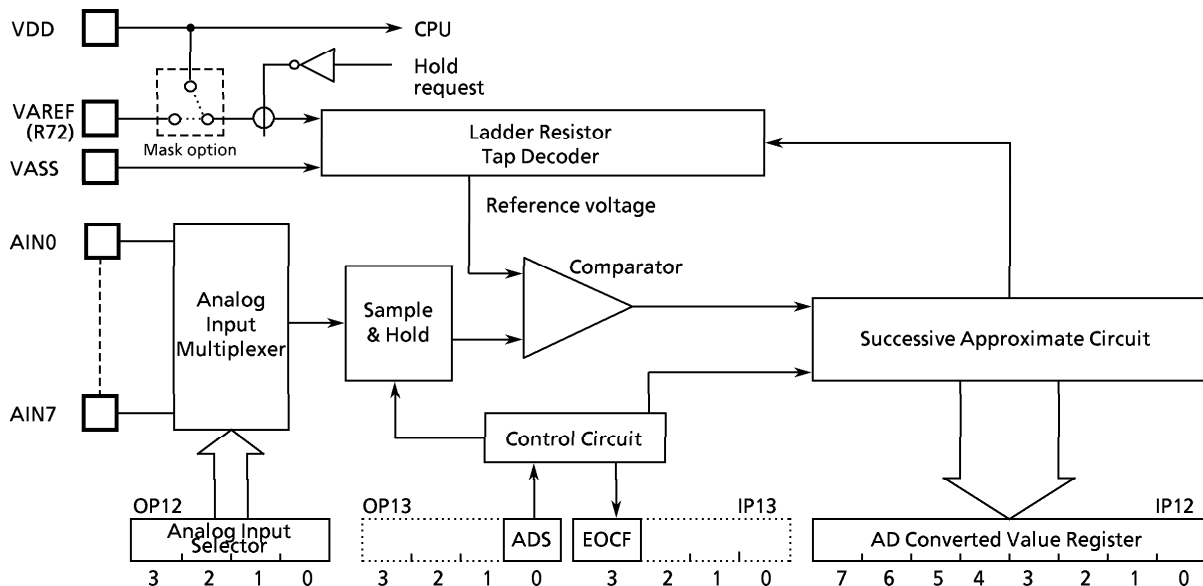 VDD
CPU
Hold
request
VAREF
(R72)
Mask option
Ladder Resistor
Tap Decoder
VASS
Reference voltage
AIN0
Analog
Input
Multiplexer
Sample
& Hold
Comparator
Successive Approximate Circuit
AIN7
Control Circuit
OP12
Analog Input
Selector
3 2 1 0
OP13
ADS
3 2 1 0
IP13
EOCF
3 2 1 0
IP12
AD Converted Value Register
7 6 5 4 3 2 1 0